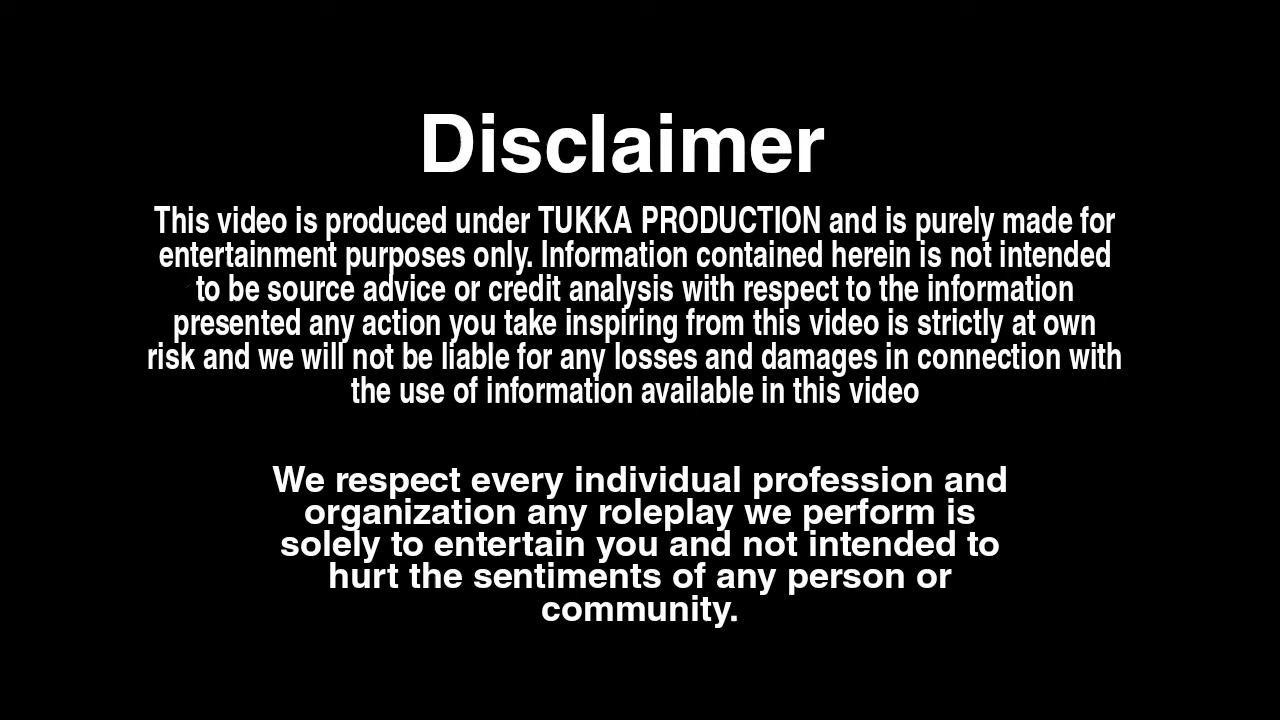 Disclaimer
This video is produced under TUKKA PRODUCTION and is purely made for
entertainment purposes only. Information contained herein is not intended
to be source advice or credit analysis with respect to the information
presented any action you take inspiring from this video is strictly at own
risk and we will not be liable for any losses and damages in connection with
the use of information available in this video
We respect every individual profession and
organization any roleplay we perform is
solely to entertain you and not intended to
hurt the sentiments of any person or
community.